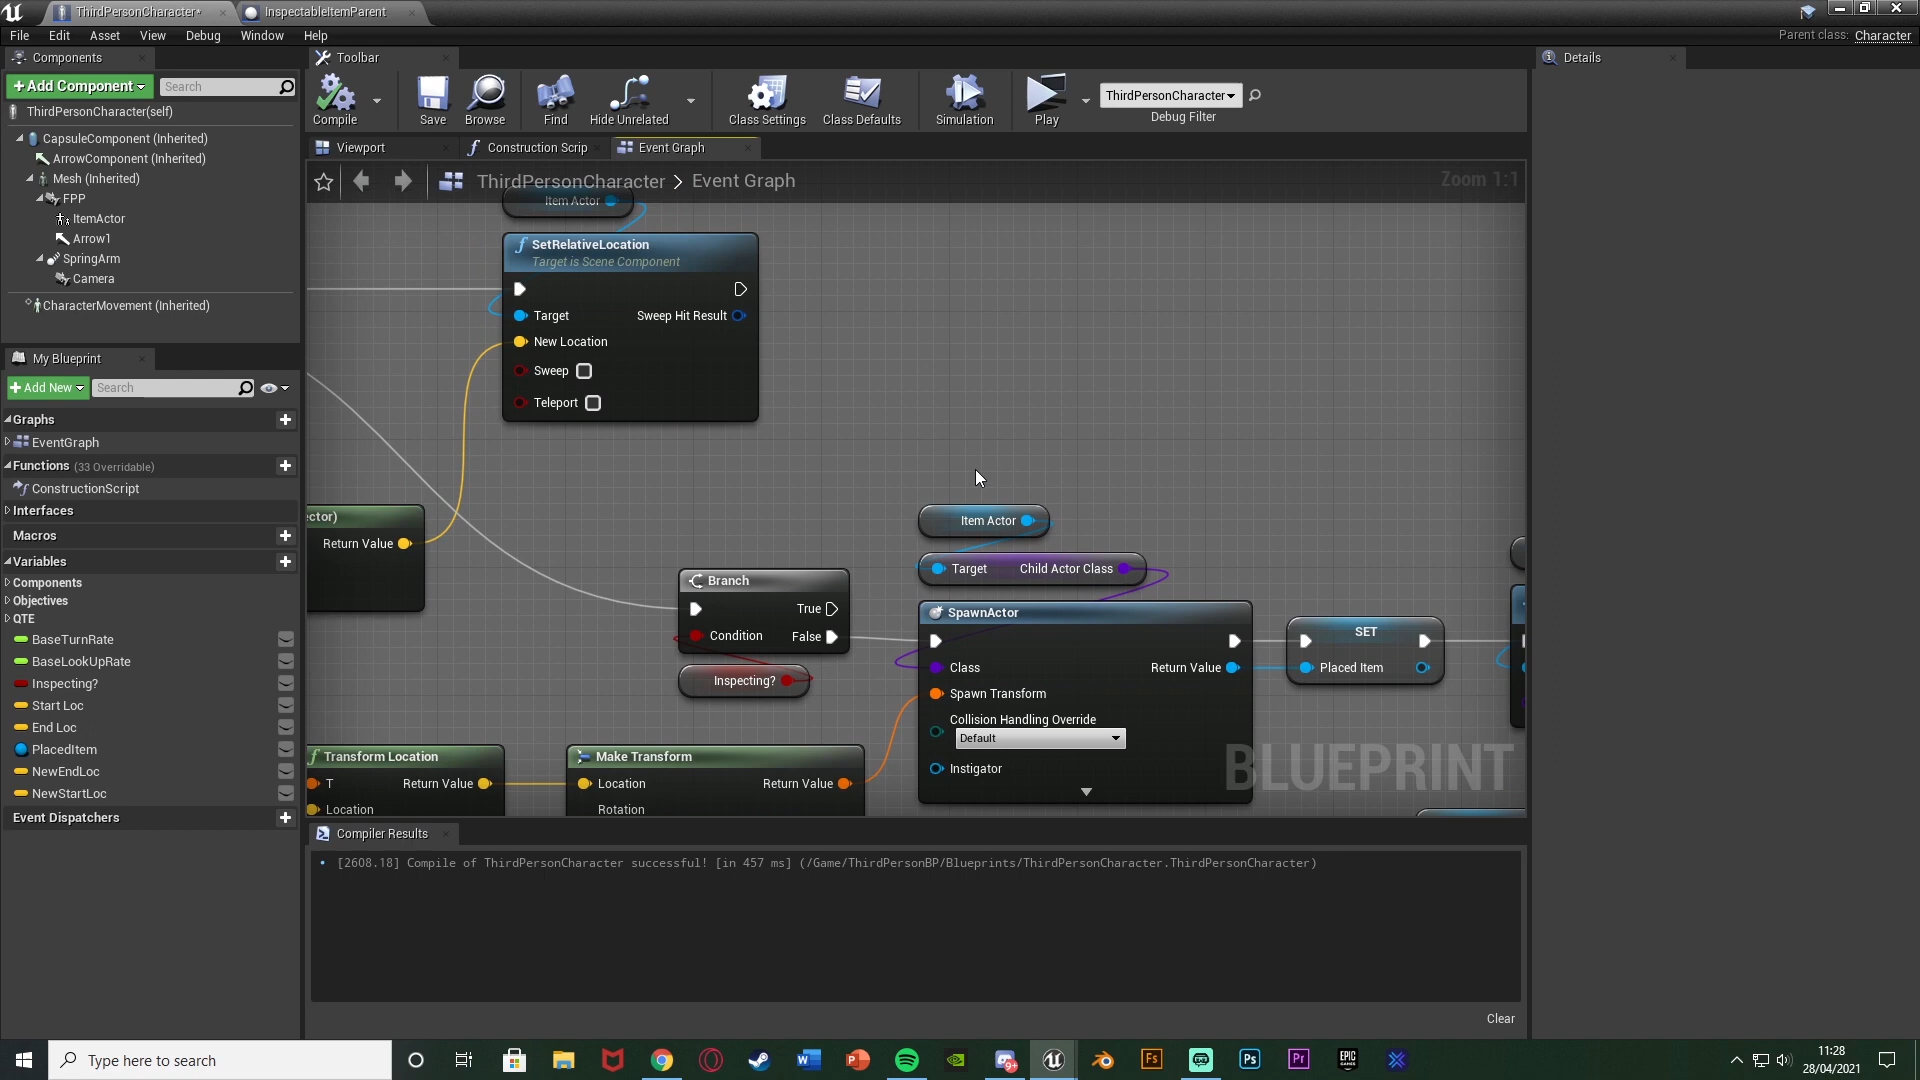 ThirdPersonCharacter*
InspectableItemParent
File Edit Asset View Debug Window Help
Parent class: Character
Components
Toolbar
Details
+Add Component
Search
ThirdPersonCharacter(self)
CapsuleComponent (Inherited)
ArrowComponent (Inherited)
Mesh (Inherited)
FPP
ItemActor
Arrow1
SpringArm
Camera
CharacterMovement (Inherited)
Compile
Save
Browse
Find
Hide Unrelated
Class Settings
Class Defaults
Simulation
Play
ThirdPersonCharacter
Debug Filter
Viewport
Construction Scrip
Event Graph
ThirdPersonCharacter > Event Graph
Zoom 1:1
My Blueprint
+Add New
Search
Graphs
EventGraph
Functions (33 Overridable)
ConstructionScript
Interfaces
Macros
Variables
Components
Objectives
QTE
BaseTurnRate
BaseLookUpRate
Inspecting?
Start Loc
End Loc
PlacedItem
NewEndLoc
NewStartLoc
Event Dispatchers
Item Actor
SetRelativeLocation
Target is Scene Component
Target
Sweep Hit Result
New Location
Sweep
Teleport
ctor)
Return Value
Branch
True
Condition
False
Inspecting?
Item Actor
Target
Child Actor Class
SpawnActor
Class
Return Value
Spawn Transform
Collision Handling Override
Default
Instigator
SET
Placed Item
Transform Location
T
Return Value
Location
Make Transform
Location
Return Value
Rotation
BLUEPRINT
Compiler Results
[2608.18] Compile of ThirdPersonCharacter successful! [in 457 ms] (/Game/ThirdPersonBP/Blueprints/ThirdPersonCharacter.ThirdPersonCharacter)
Clear
Type here to search
9+
Fs
Ps
Pr
EPIC GAMES
11:28
28/04/2021